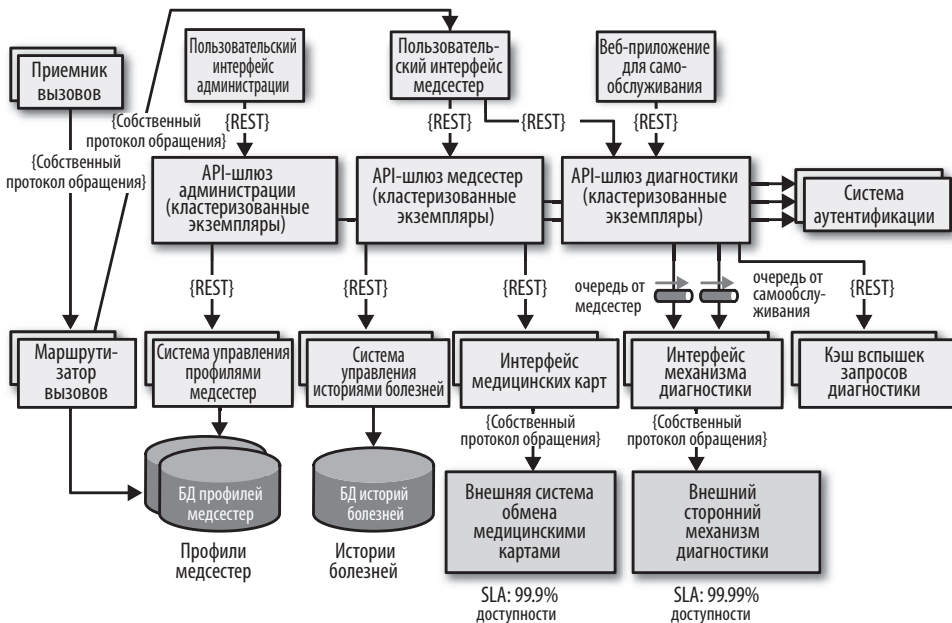 Приемник
вызовов
Пользовательский
интерфейс
администрации
Пользователь-
ский интерфейс
медсестер
Веб-приложение
для само-
обслуживания
{Собственный
протокол обращения}
{Собственный
протокол обращения}
{REST}
{REST}
{REST}
{REST}
API-шлюз
администрации
(кластеризованные
экземпляры)
API-шлюз медсестер
(кластеризованные
экземпляры)
API-шлюз диагностики
(кластеризованные
экземпляры)
Система
аутентификации
{REST}
{REST}
{REST}
очередь от
медсестер
очередь от
самообслу-
живания
{REST}
Маршрути-
затор
вызовов
Система управления
профилями
медсестер
Система
управления
историями болезней
Интерфейс
медицинских карт
Интерфейс
механизма
диагностики
Кэш вспышек
запросов
диагностики
{Собственный
протокол обращения}
{Собственный
протокол обращения}
БД профилей
медсестер
БД историй
болезней
Внешняя система
обмена
медицинскими
картами
Внешний
сторонний
механизм
диагностики
Профили
медсестер
Истории
болезней
SLA: 99.9%
доступности
SLA: 99.99%
доступности